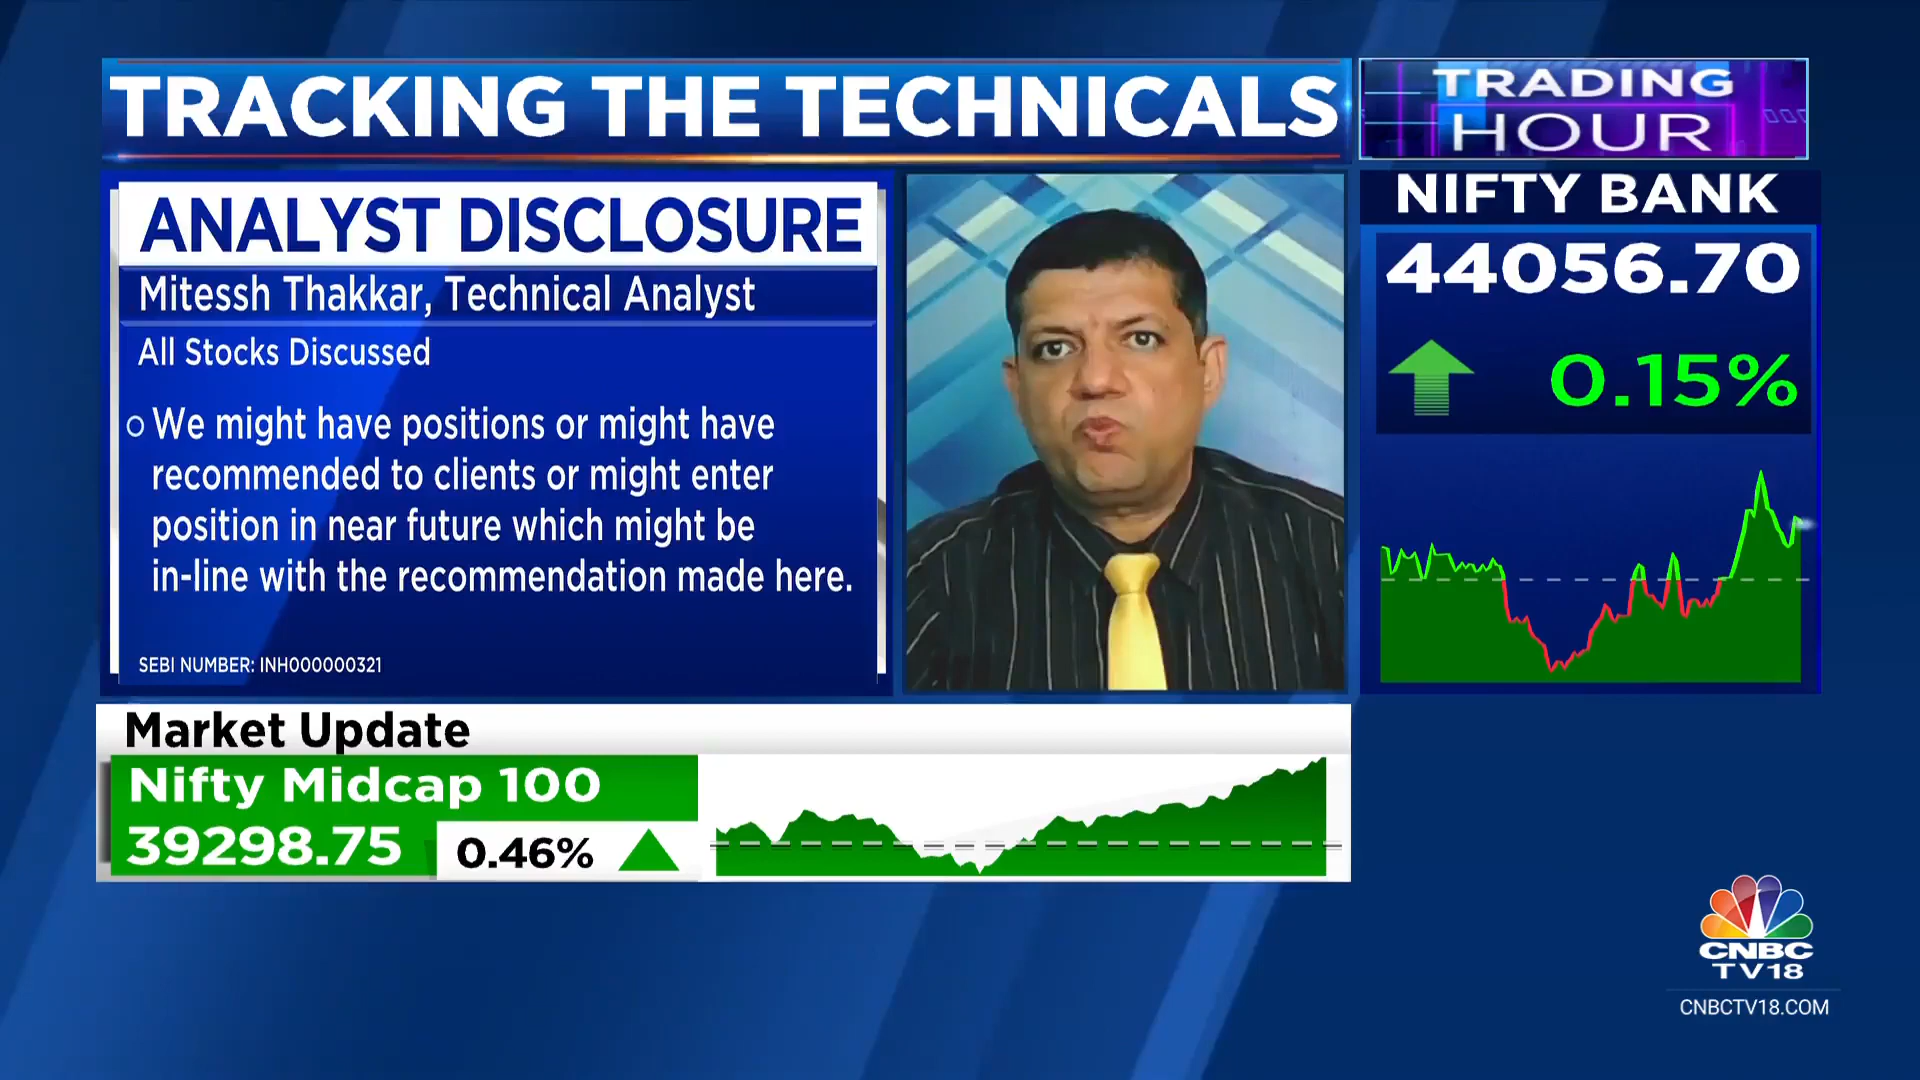 TRACKING THE TECHNICALS
TRADING
HOUR
ANALYST DISCLOSURE
Mitessh Thakkar, Technical Analyst
All Stocks Discussed
We might have positions or might have
recommended to clients or might enter
position in near future which might be
in-line with the recommendation made here.
SEBI NUMBER: INH000000321
NIFTY BANK
44056.70
0.15%
Market Update
Nifty Midcap 100
39298.75
0.46%
CNBC
TV18
CNBCTV18.COM